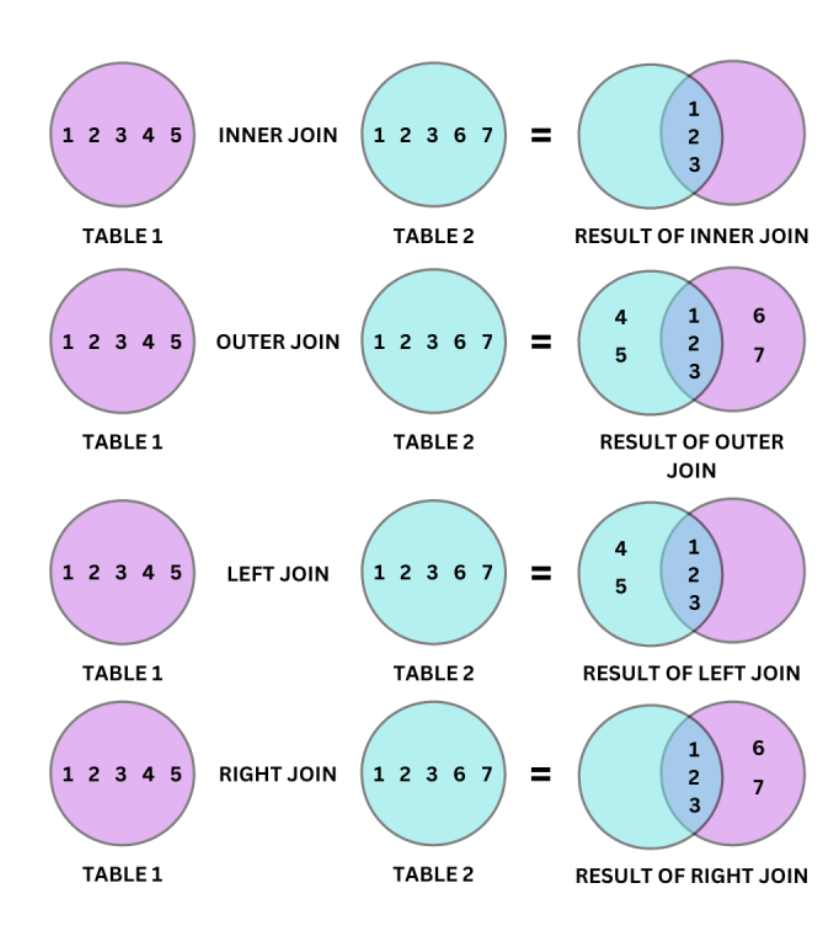 1 2 3 4 5 INNER JOIN 1 2 3 6 7 = 1
2
3
TABLE 1 TABLE 2 RESULT OF INNER JOIN
1 2 3 4 5 OUTER JOIN 1 2 3 6 7 = 4 1 6
2
5 3 7
TABLE 1 TABLE 2 RESULT OF OUTER
JOIN
1 2 3 4 5 LEFT JOIN 1 2 3 6 7 = 4 1
2
5 3
TABLE 1 TABLE 2 RESULT OF LEFT JOIN
1 2 3 4 5 RIGHT JOIN 1 2 3 6 7 = 1 6
2
3 7
TABLE 1 TABLE 2 RESULT OF RIGHT JOIN